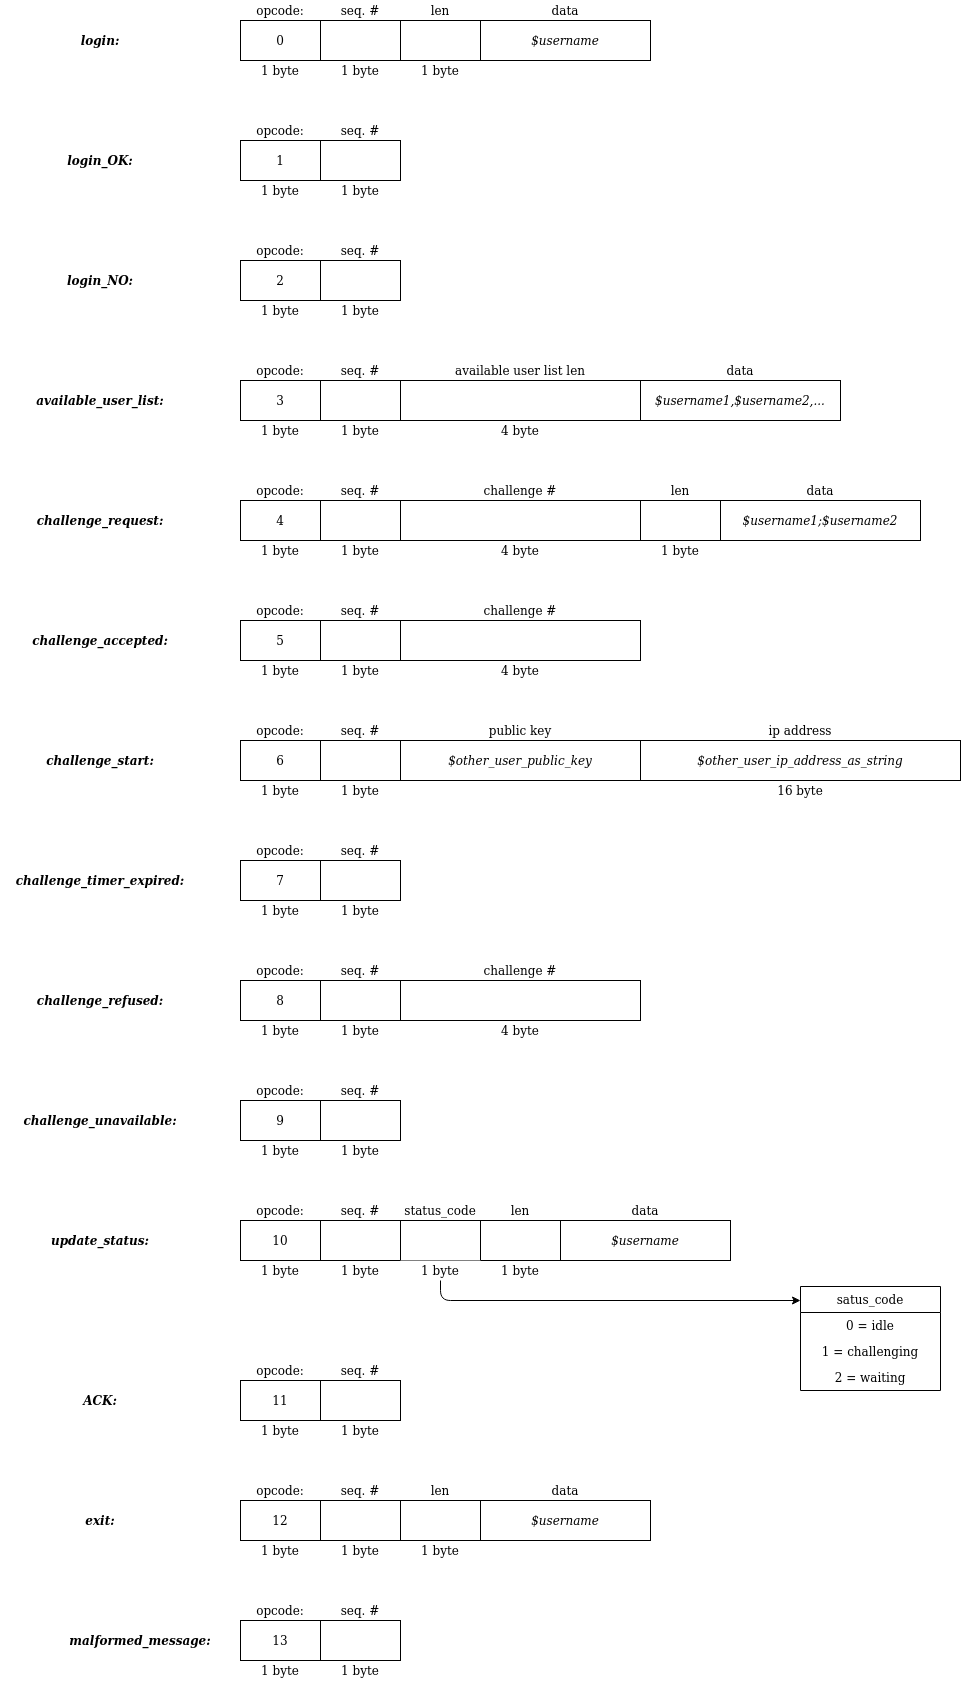 opcode: seq. # len data
login: 0 $username
1 byte 1 byte 1 byte
opcode: seq. #
login_OK: 1
1 byte 1 byte
opcode: seq. #
login_NO: 2
1 byte 1 byte
opcode: seq. # available user list len data
available_user_list: 3 $username1,$username2,...
1 byte 1 byte 4 byte
opcode: seq. # challenge # len data
challenge_request: 4 $username1;$username2
1 byte 1 byte 4 byte 1 byte
opcode: seq. # challenge #
challenge_accepted: 5
1 byte 1 byte 4 byte
opcode: seq. # public key ip address
challenge_start: 6 $other_user_public_key $other_user_ip_address_as_string
1 byte 1 byte 16 byte
opcode: seq. #
challenge_timer_expired: 7
1 byte 1 byte
opcode: seq. # challenge #
challenge_refused: 8
1 byte 1 byte 4 byte
opcode: seq. #
challenge_unavailable: 9
1 byte 1 byte
opcode: seq. # status_code len data
update_status: 10 $username
1 byte 1 byte 1 byte 1 byte
satus_code
0 = idle
1 = challenging
2 = waiting
opcode: seq. #
ACK: 11
1 byte 1 byte
opcode: seq. # len data
exit: 12 $username
1 byte 1 byte 1 byte
opcode: seq. #
malformed_message: 13
1 byte 1 byte